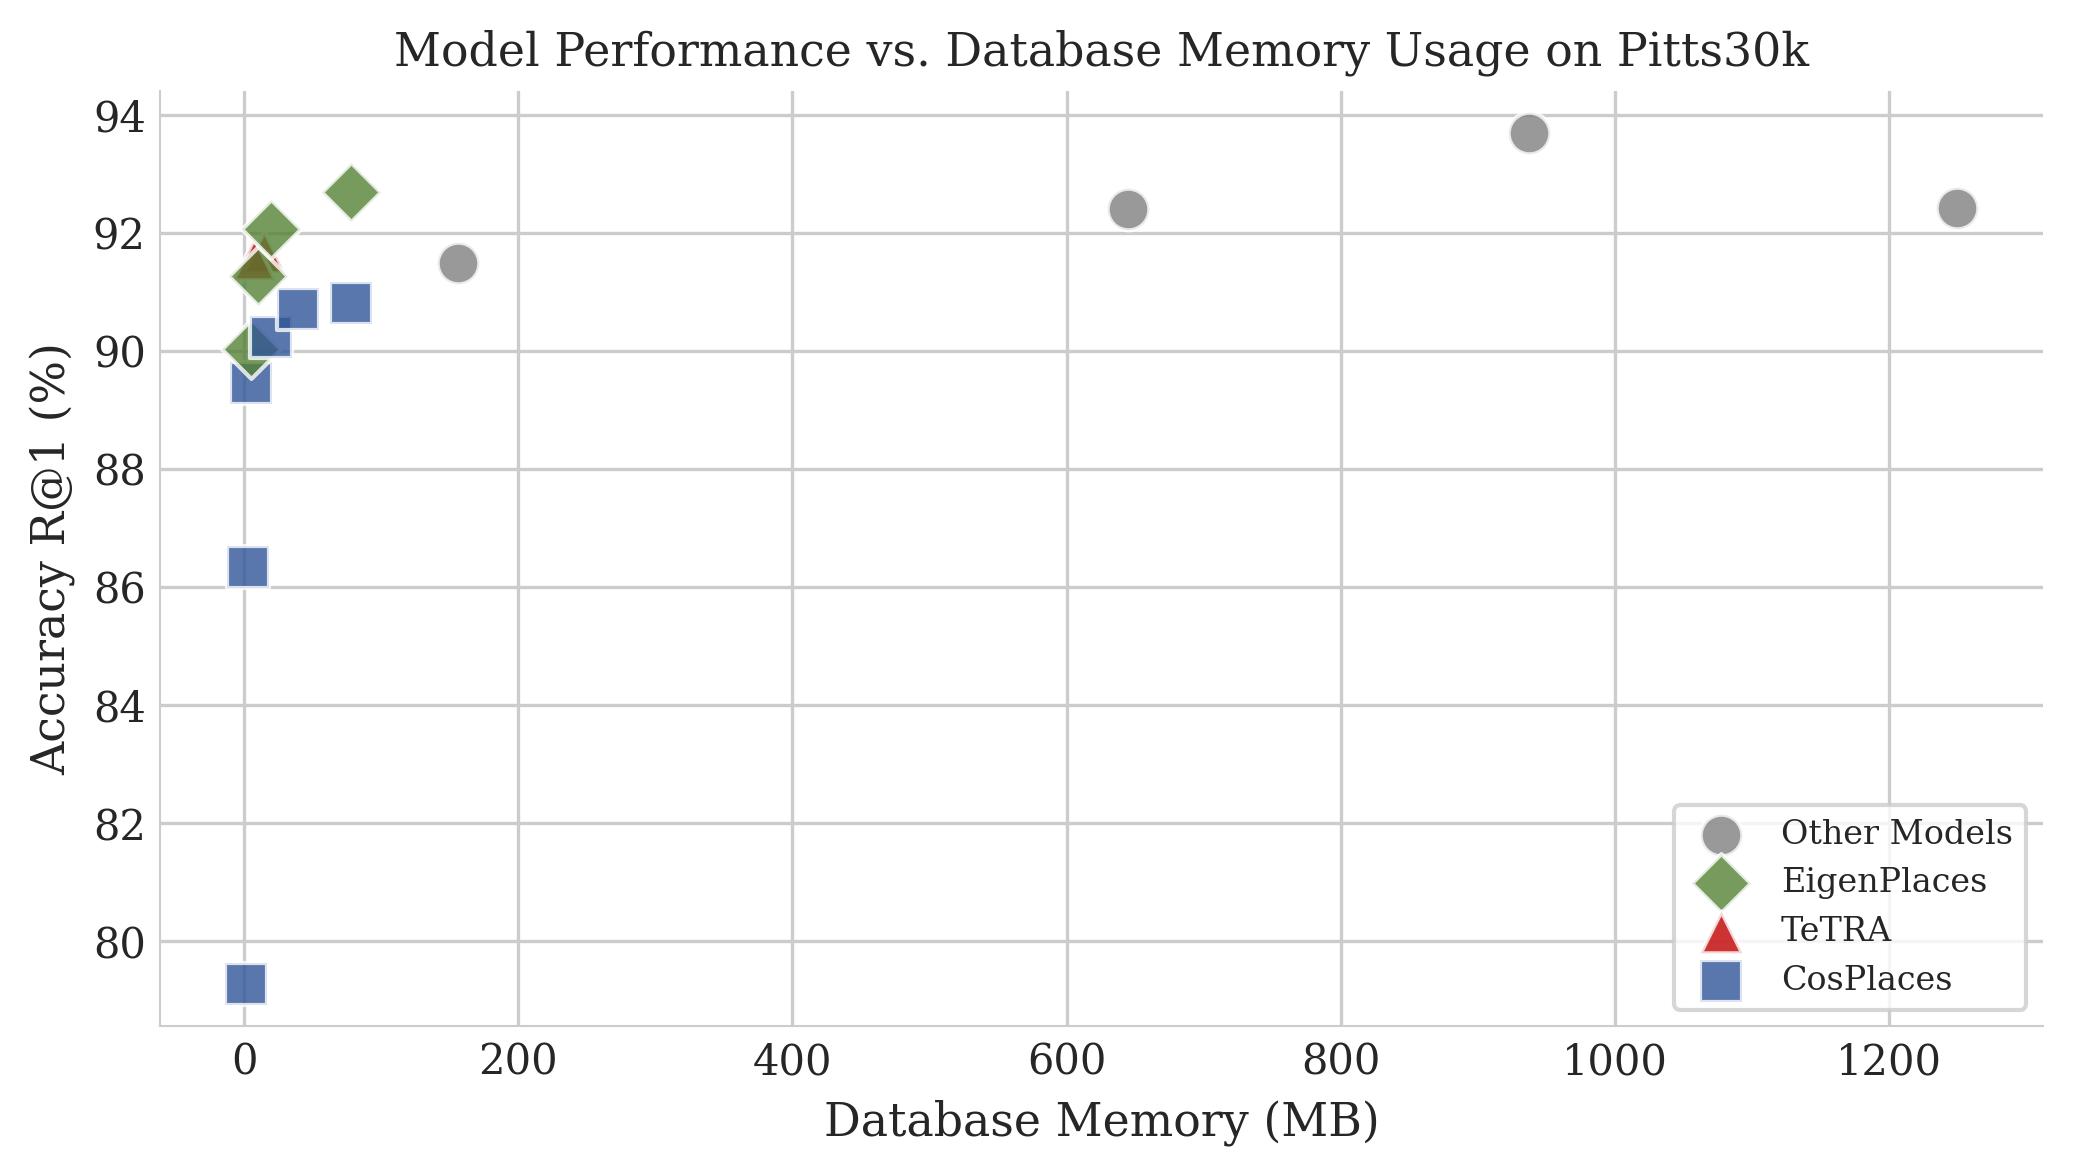 Model Performance vs. Database Memory Usage on Pitts30k
Accuracy R@1 (%)
94
92
90
88
86
84
82
80
Other Models
EigenPlaces
TeTRA
CosPlaces
0 200 400 600 800 1000 1200
Database Memory (MB)